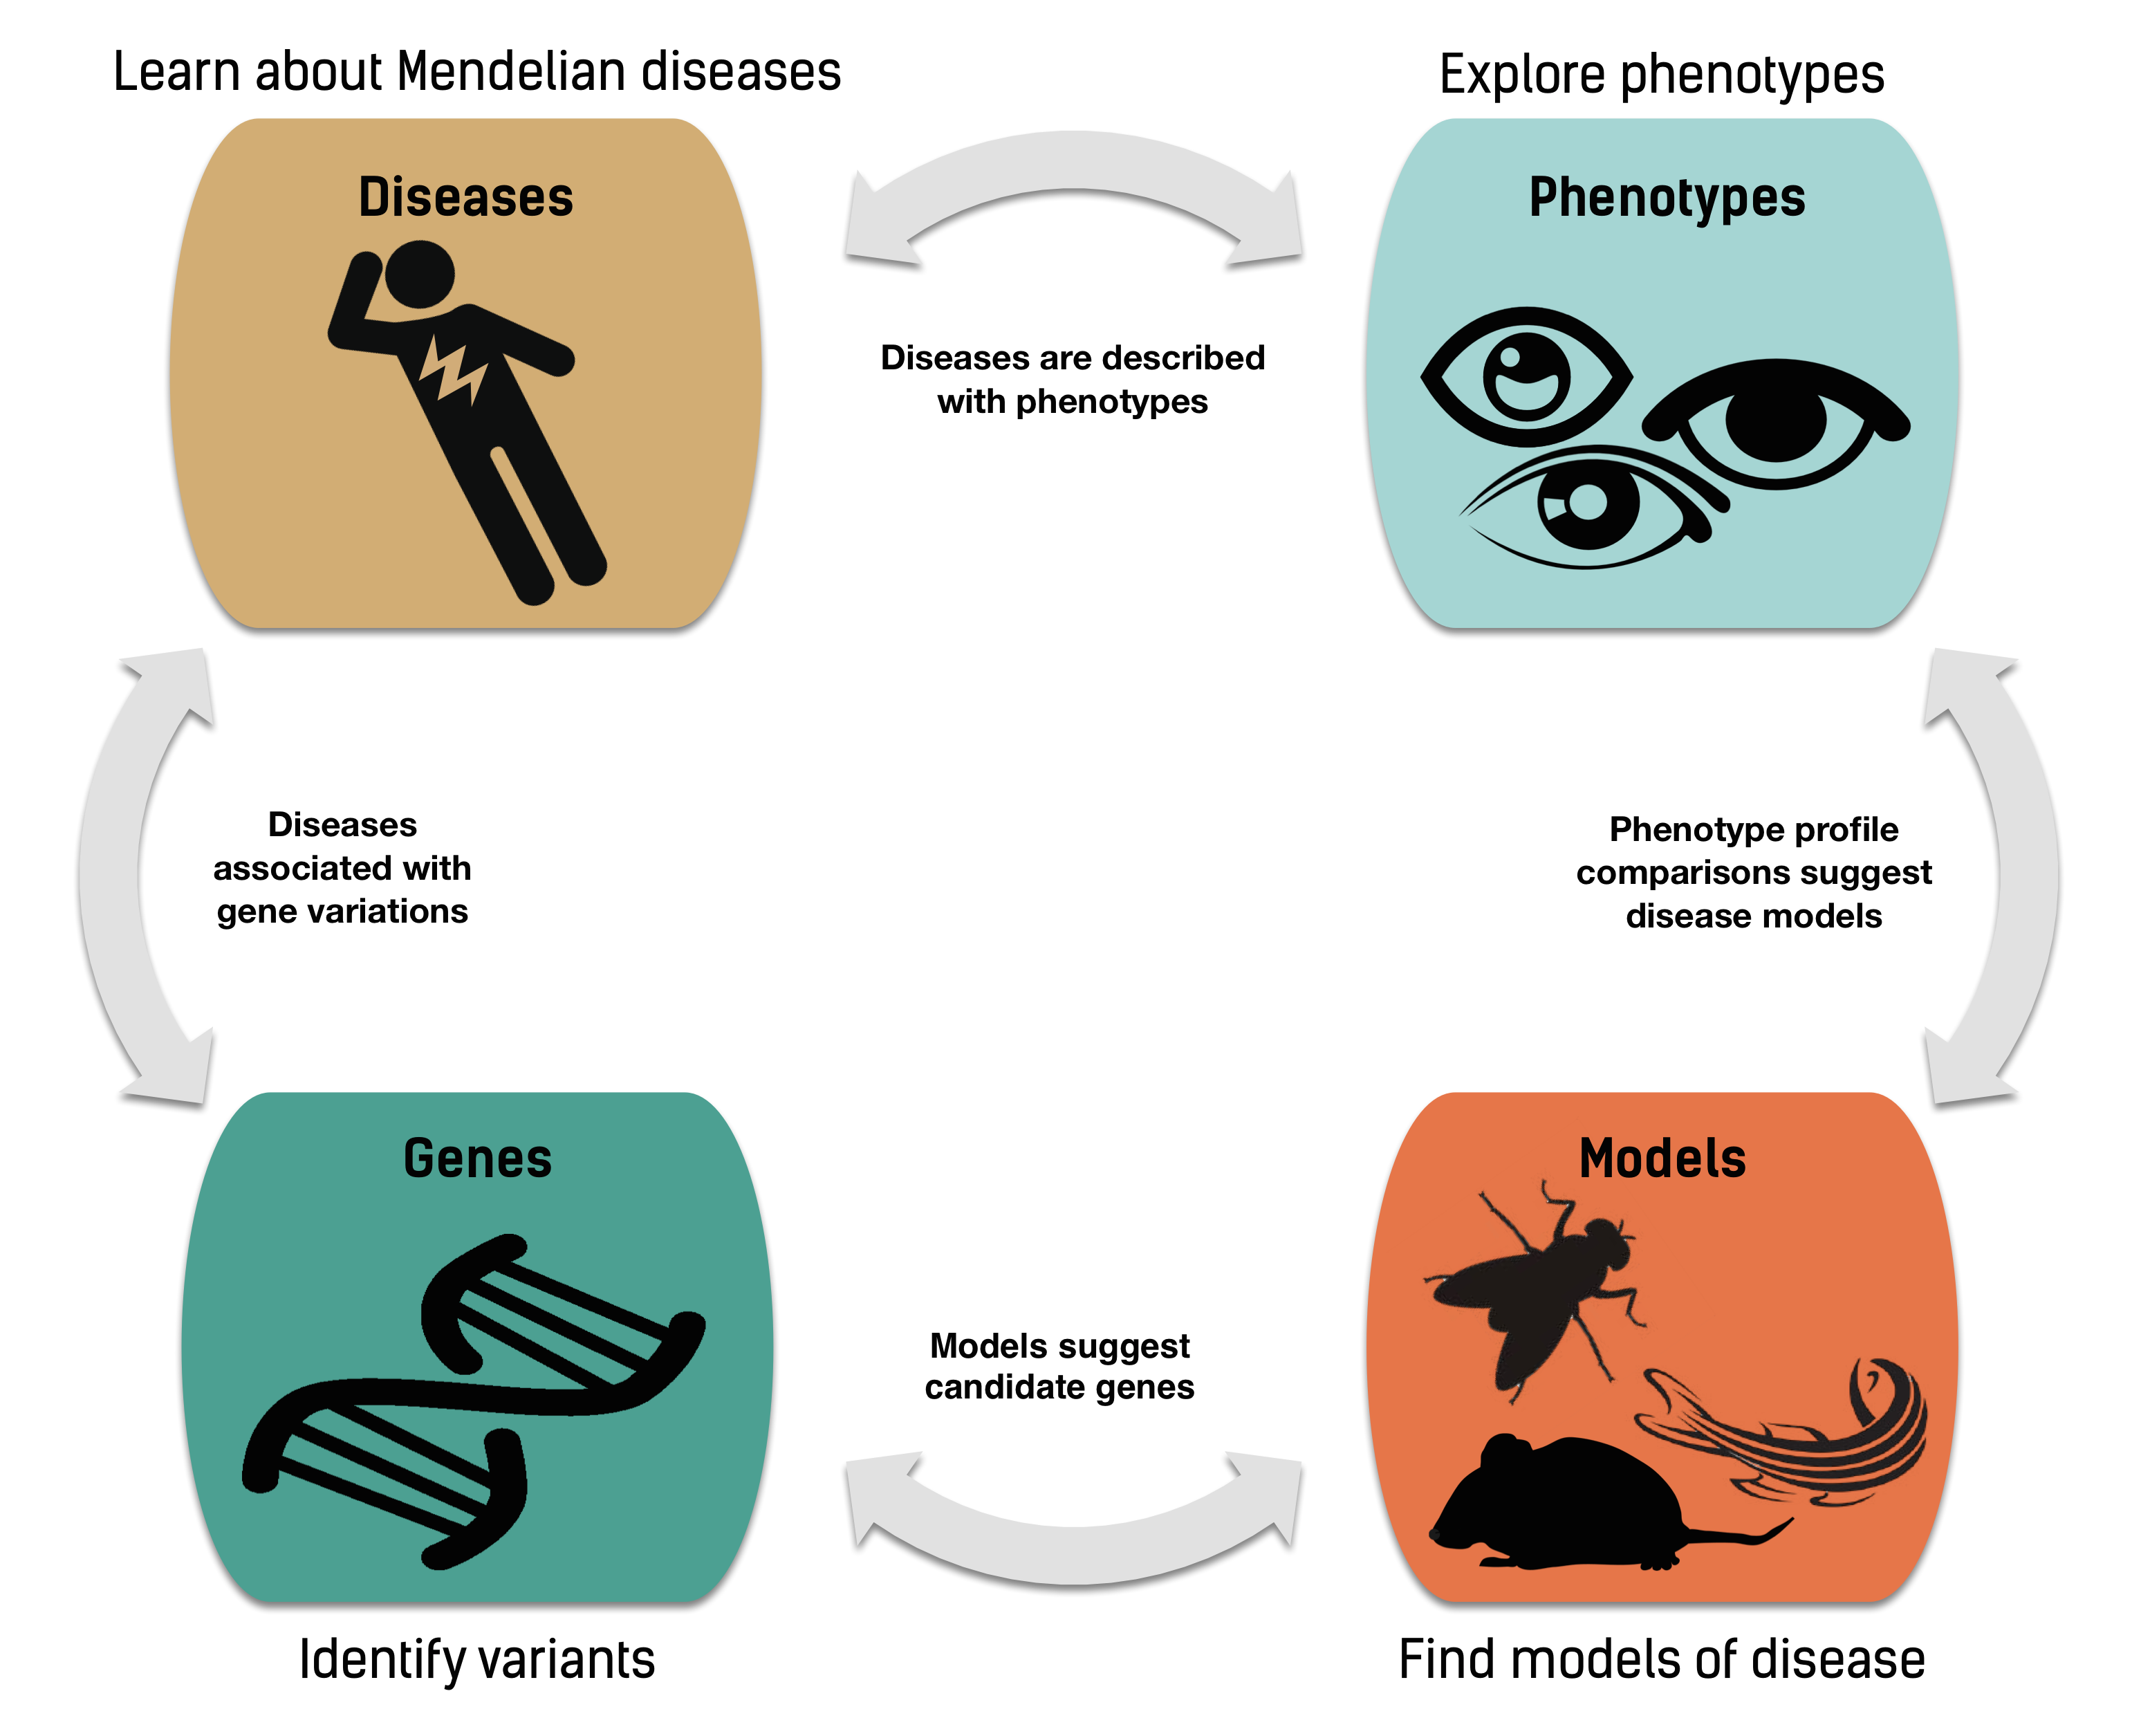 Learn about Mendelian diseases
Explore phenotypes
Diseases
Phenotypes
Diseases are described
with phenotypes
Diseases
associated with
gene variations
Phenotype profile
comparisons suggest
disease models
Genes
Models
Models suggest
candidate genes
Identify variants
Find models of disease